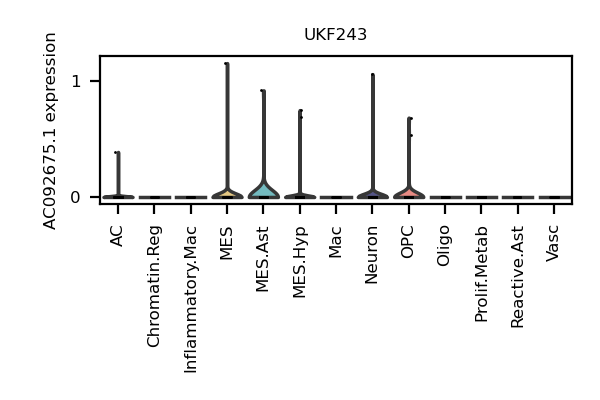 UKF243
AC092675.1 expression
1
0
AC
Chromatin.Reg
Inflammatory.Mac
MES
MES.Ast
MES.Hyp
Mac
Neuron
OPC
Oligo
Prolif.Metab
Reactive.Ast
Vasc